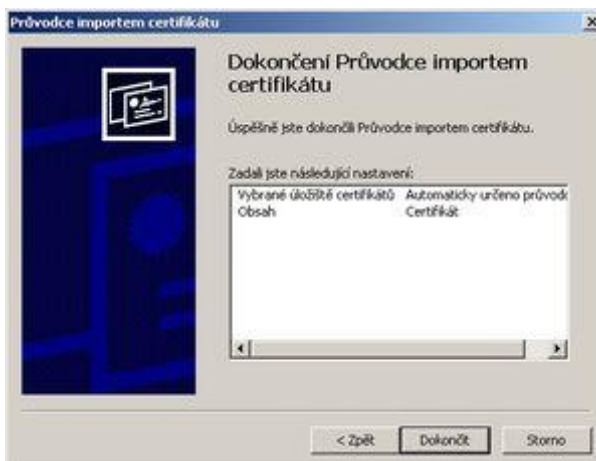 Průvodce importem certifikátu
Dokončení Průvodce importem
certifikátu
Úspěšně jste dokončili Průvodce importem certifikátu.
Zadali jste následující nastavení:
Vybrané úložiště certifikátů Automaticky určeno průvodc
Obsah Certifikát
< Zpět Dokončit Storno